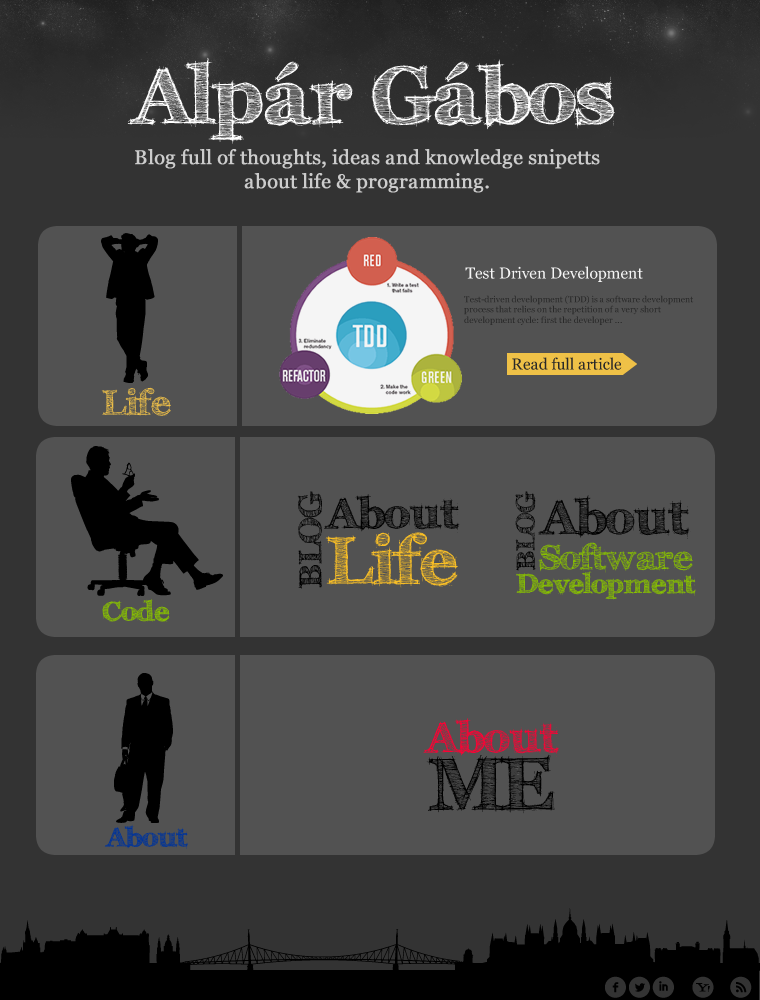 Alpár Gábos
Blog full of thoughts, ideas and knowledge snipetts
about life & programming.
Life
RED
1. Write a test
that fails
TDD
3. Eliminate
redundancy
REFACTOR
GREEN
2. Make the
code work
Test Driven Development
Test-driven development (TDD) is a software development
process that relies on the repetition of a very short
development cycle: first the developer ...
Read full article
Code
BLOG
About
Life
BLOG
About
Software
Development
About
About
ME